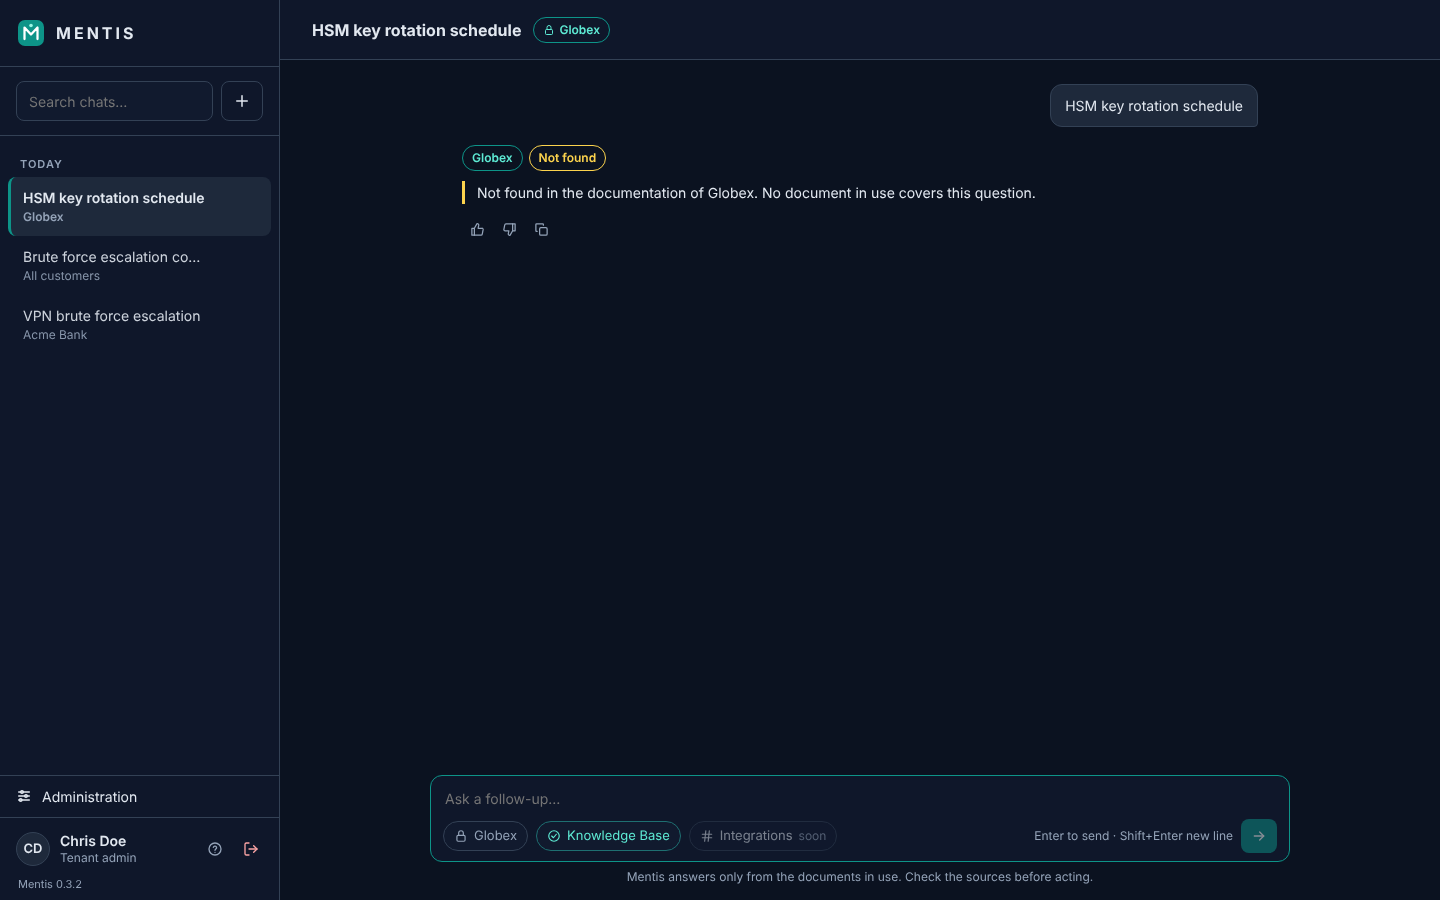 MENTIS
Search chats...
TODAY
HSM key rotation schedule
Globex
Brute force escalation co...
All customers
VPN brute force escalation
Acme Bank
Administration
CD
Chris Doe
Tenant admin
Mentis 0.3.2
HSM key rotation schedule Globex
HSM key rotation schedule
Globex Not found
Not found in the documentation of Globex. No document in use covers this question.
Ask a follow-up...
Globex Knowledge Base Integrations soon Enter to send · Shift+Enter new line
Mentis answers only from the documents in use. Check the sources before acting.